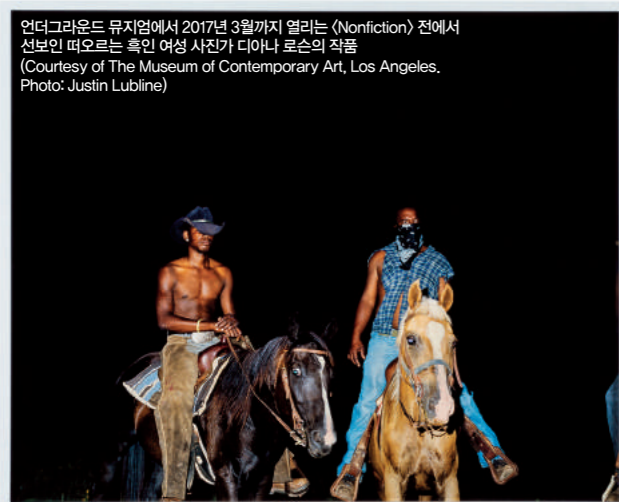 언더그라운드 뮤지엄에서 2017년 3월까지 열리는 〈Nonfiction〉 전에서
선보인 떠오르는 흑인 여성 사진가 디아나 로슨의 작품
(Courtesy of The Museum of Contemporary Art, Los Angeles.
Photo: Justin Lubline)